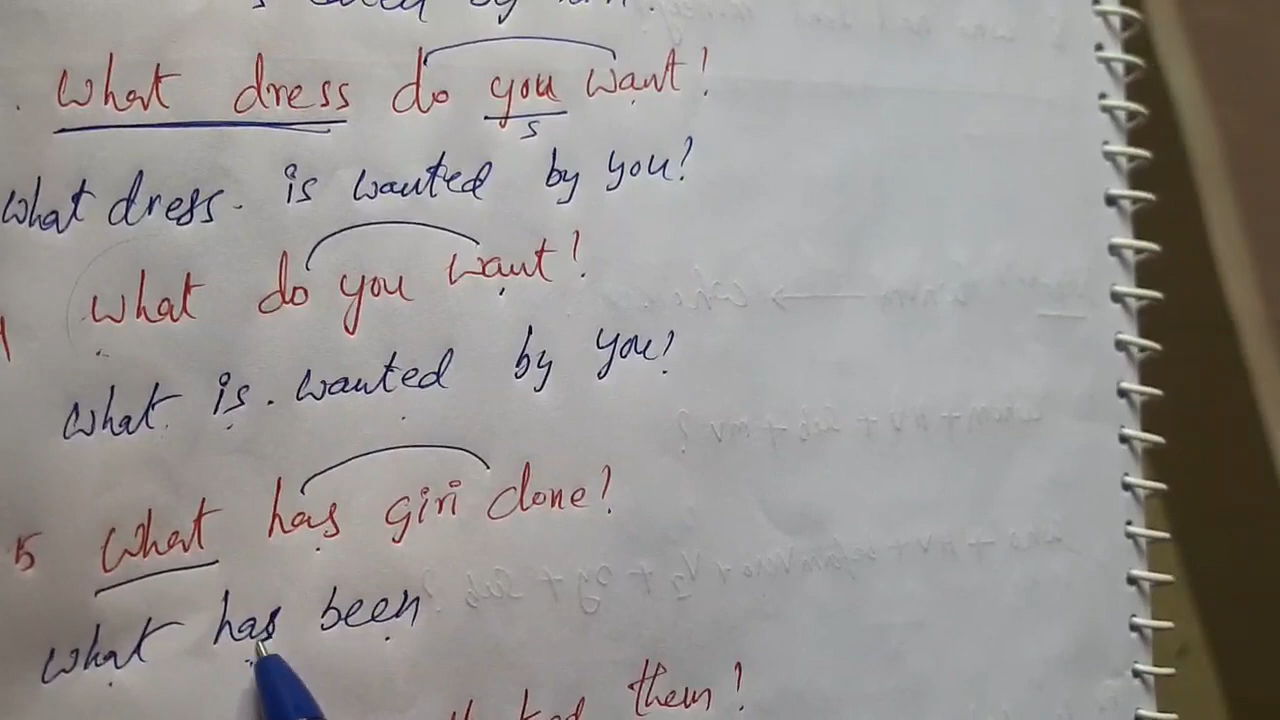 by
What dress do you want?
s
What dress. is wanted by you?
What do you want?
What is. wanted by you?
5 What has giri done?
What has been
them?